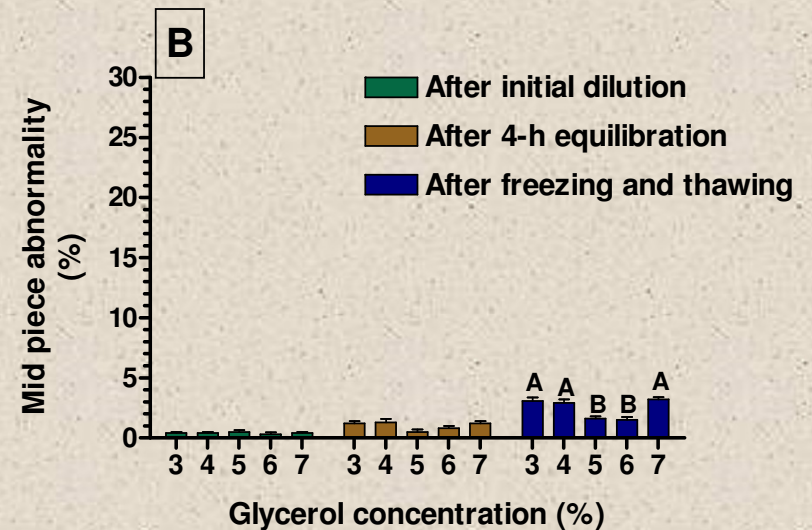 B
Mid piece abnormality
(%)
30
25
20
15
10
5
0
After initial dilution
After 4-h equilibration
After freezing and thawing
A A B B A
3 4 5 6 7 3 4 5 6 7 3 4 5 6 7
Glycerol concentration (%)